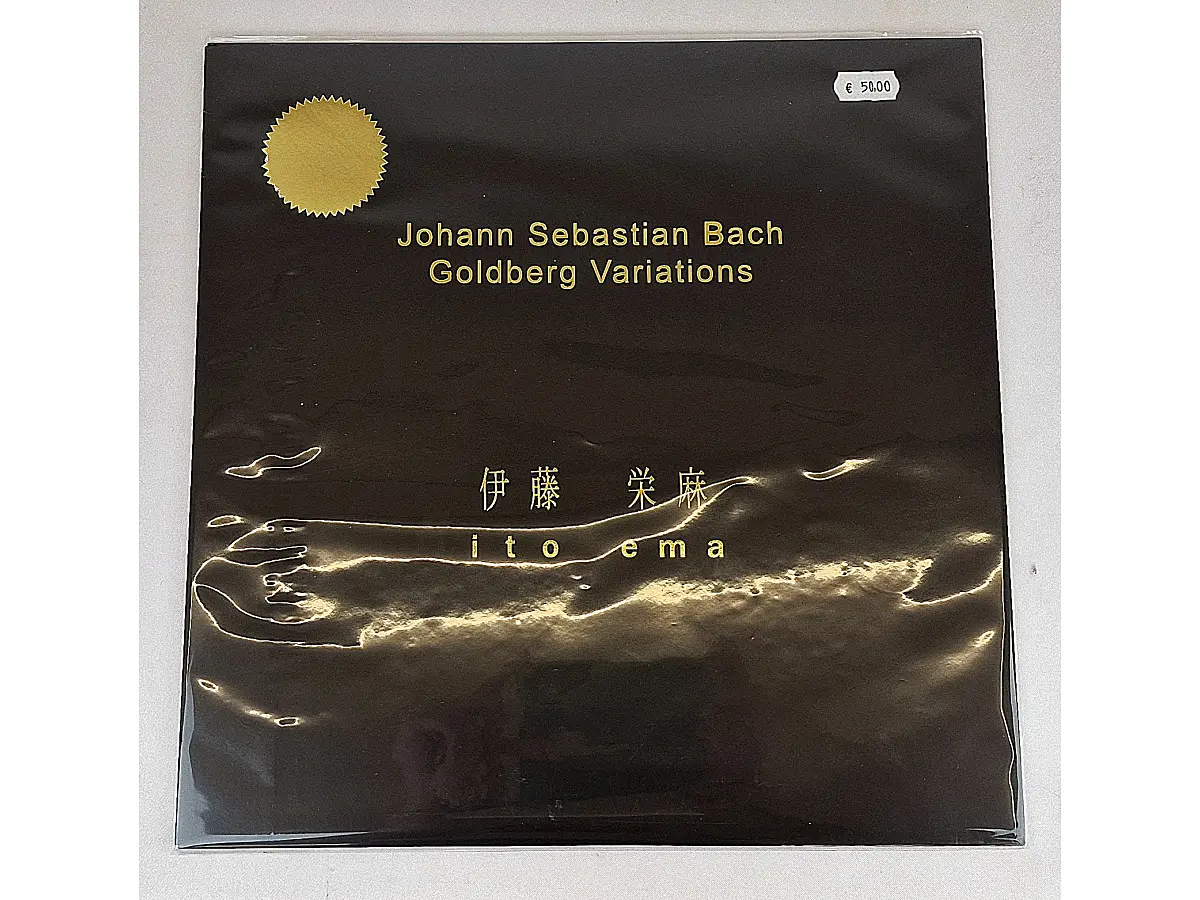 € 50.00
Johann Sebastian Bach
Goldberg Variations
伊藤 栄麻
ito ema